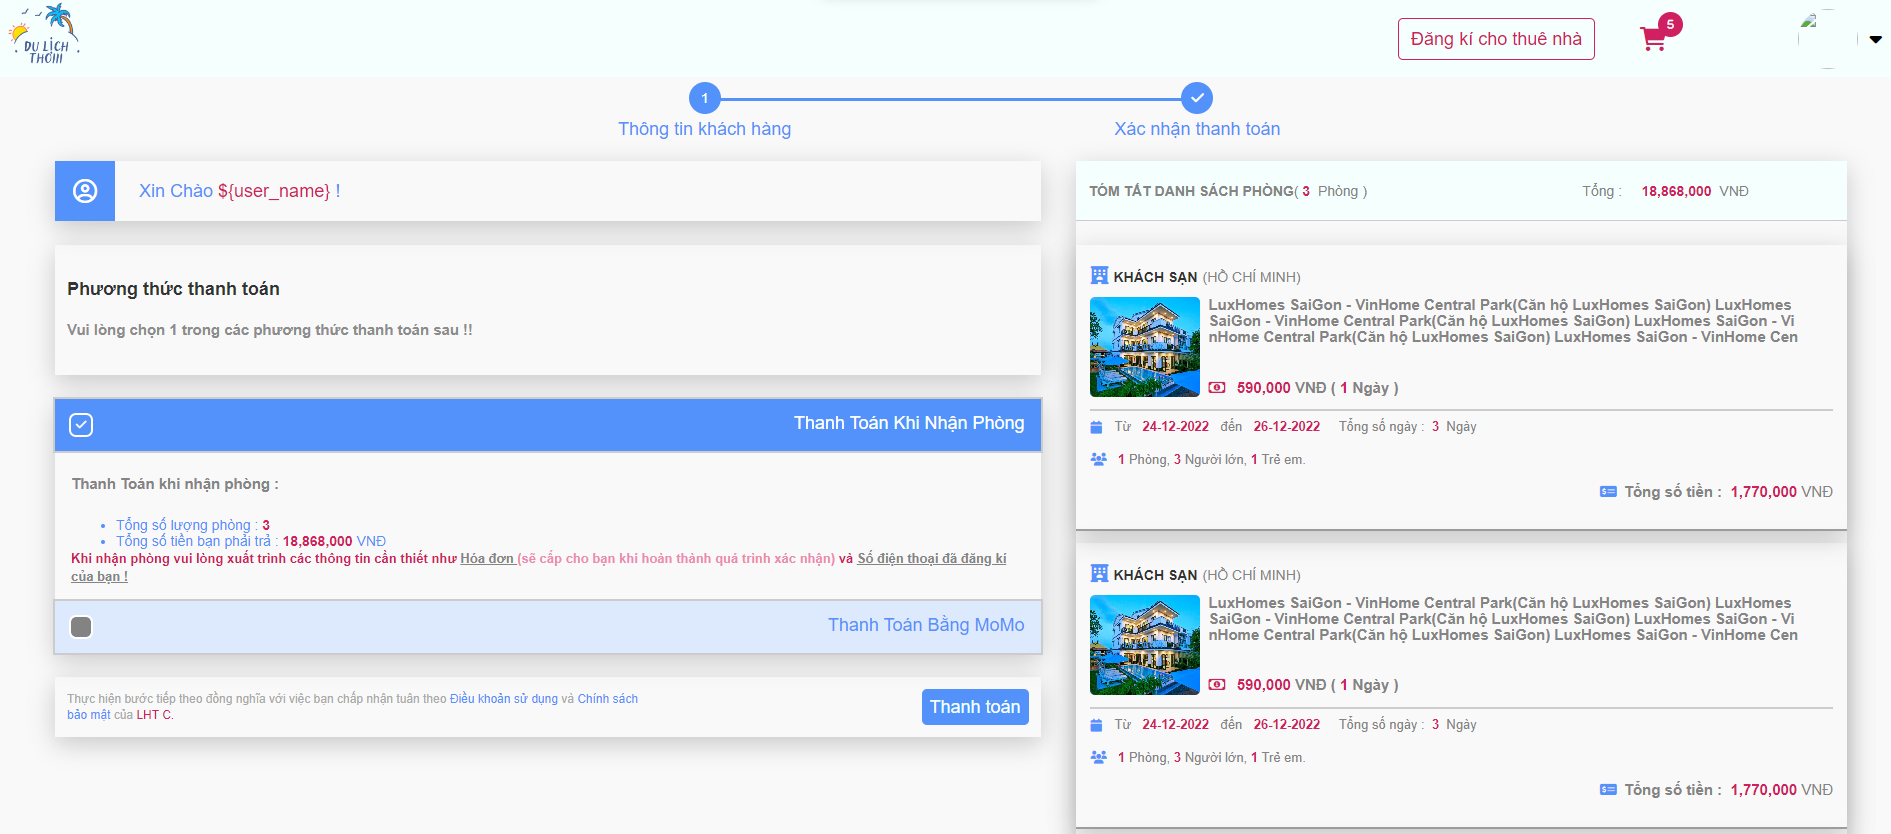 DU LỊCH
THÔIII
Đăng kí cho thuê nhà
5
1
Thông tin khách hàng
Xác nhận thanh toán
Xin Chào ${user_name} !
Phương thức thanh toán
Vui lòng chọn 1 trong các phương thức thanh toán sau !!
Thanh Toán Khi Nhận Phòng
Thanh Toán khi nhận phòng :
Tổng số lượng phòng : 3
Tổng số tiền bạn phải trả : 18,868,000 VNĐ
Khi nhận phòng vui lòng xuất trình các thông tin cần thiết như Hóa đơn (sẽ cấp cho bạn khi hoàn thành quá trình xác nhận) và Số điện thoại đã đăng kí
của bạn !
Thanh Toán Bằng MoMo
Thực hiện bước tiếp theo đồng nghĩa với việc bạn chấp nhận tuân theo Điều khoản sử dụng và Chính sách
bảo mật của LHT C.
Thanh toán
TÓM TẮT DANH SÁCH PHÒNG( 3 Phòng )
Tổng : 18,868,000 VNĐ
KHÁCH SẠN (HỒ CHÍ MINH)
LuxHomes SaiGon - VinHome Central Park(Căn hộ LuxHomes SaiGon) LuxHomes
SaiGon - VinHome Central Park(Căn hộ LuxHomes SaiGon) LuxHomes SaiGon - Vi
nHome Central Park(Căn hộ LuxHomes SaiGon) LuxHomes SaiGon - VinHome Cen
590,000 VNĐ ( 1 Ngày )
Từ 24-12-2022 đến 26-12-2022 Tổng số ngày : 3 Ngày
1 Phòng, 3 Người lớn, 1 Trẻ em.
Tổng số tiền : 1,770,000 VNĐ
KHÁCH SẠN (HỒ CHÍ MINH)
LuxHomes SaiGon - VinHome Central Park(Căn hộ LuxHomes SaiGon) LuxHomes
SaiGon - VinHome Central Park(Căn hộ LuxHomes SaiGon) LuxHomes SaiGon - Vi
nHome Central Park(Căn hộ LuxHomes SaiGon) LuxHomes SaiGon - VinHome Cen
590,000 VNĐ ( 1 Ngày )
Từ 24-12-2022 đến 26-12-2022 Tổng số ngày : 3 Ngày
1 Phòng, 3 Người lớn, 1 Trẻ em.
Tổng số tiền : 1,770,000 VNĐ